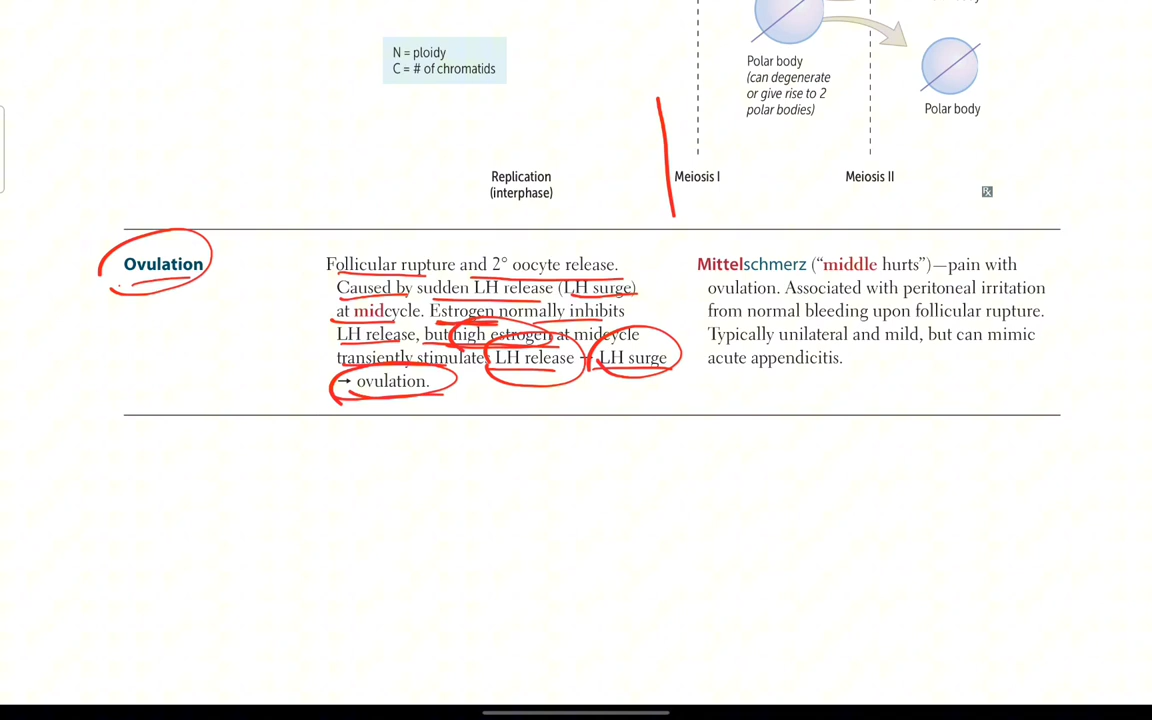 N = ploidy
C = # of chromatids
Polar body
(can degenerate
or give rise to 2
polar bodies)
Polar body
Replication
(interphase)
Meiosis I
Meiosis II
Rx
Ovulation
Follicular rupture and 2° oocyte release.
Caused by sudden LH release (LH surge)
at midcycle. Estrogen normally inhibits
LH release, but high estrogen at midcycle
transiently stimulates LH release → LH surge
→ ovulation.
Mittelschmerz (“middle hurts”)—pain with
ovulation. Associated with peritoneal irritation
from normal bleeding upon follicular rupture.
Typically unilateral and mild, but can mimic
acute appendicitis.